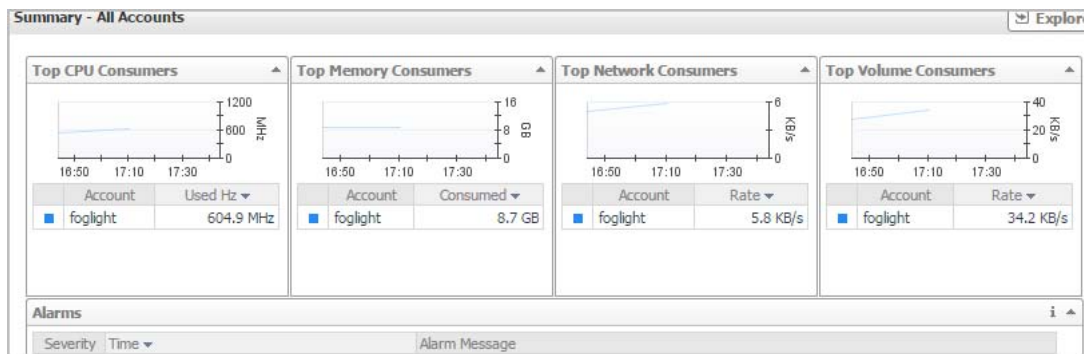 Summary - All Accounts
Explore
Top CPU Consumers
1200
600
0
MHz
16:50 17:10 17:30
Account Used Hz
foglight 604.9 MHz
Top Memory Consumers
16
8
0
GB
16:50 17:10 17:30
Account Consumed
foglight 8.7 GB
Top Network Consumers
6
0
KB/s
16:50 17:10 17:30
Account Rate
foglight 5.8 KB/s
Top Volume Consumers
40
20
0
KB/s
16:50 17:10 17:30
Account Rate
foglight 34.2 KB/s
Alarms i
Severity Time Alarm Message